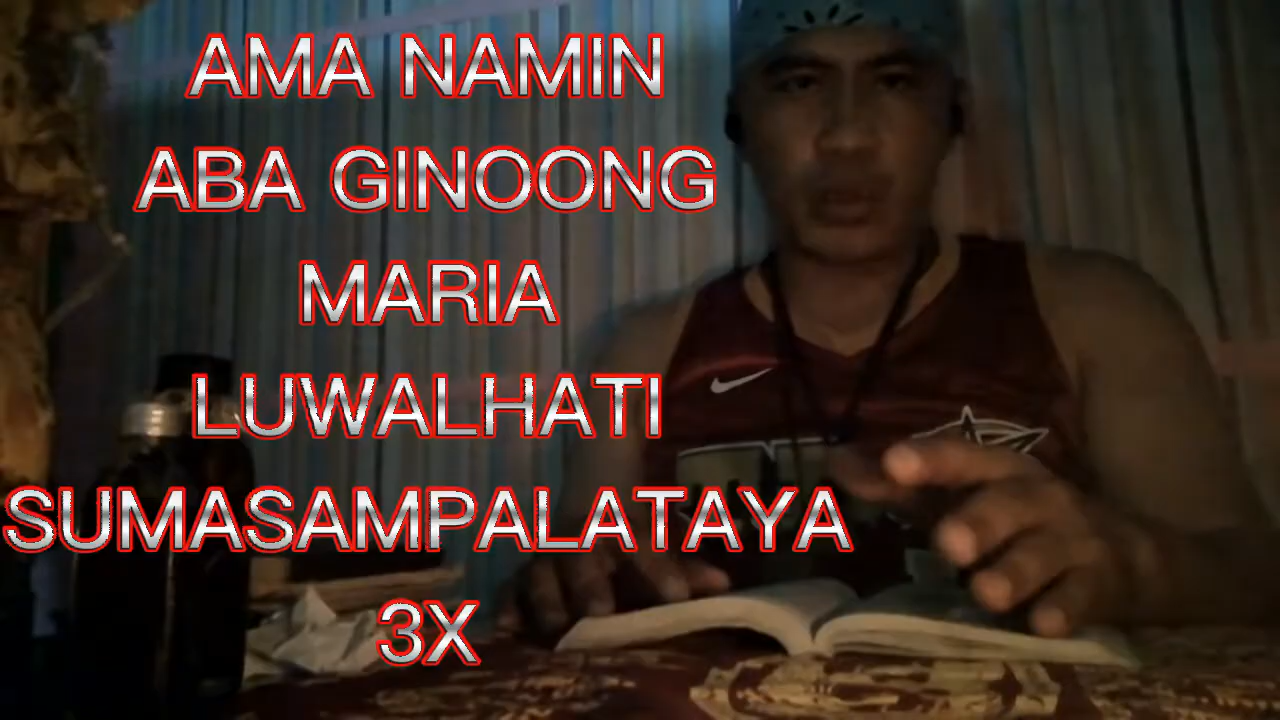 AMA NAMIN
ABA GINOONG
MARIA
LUWALHATI
SUMASAMPALATAYA
3X